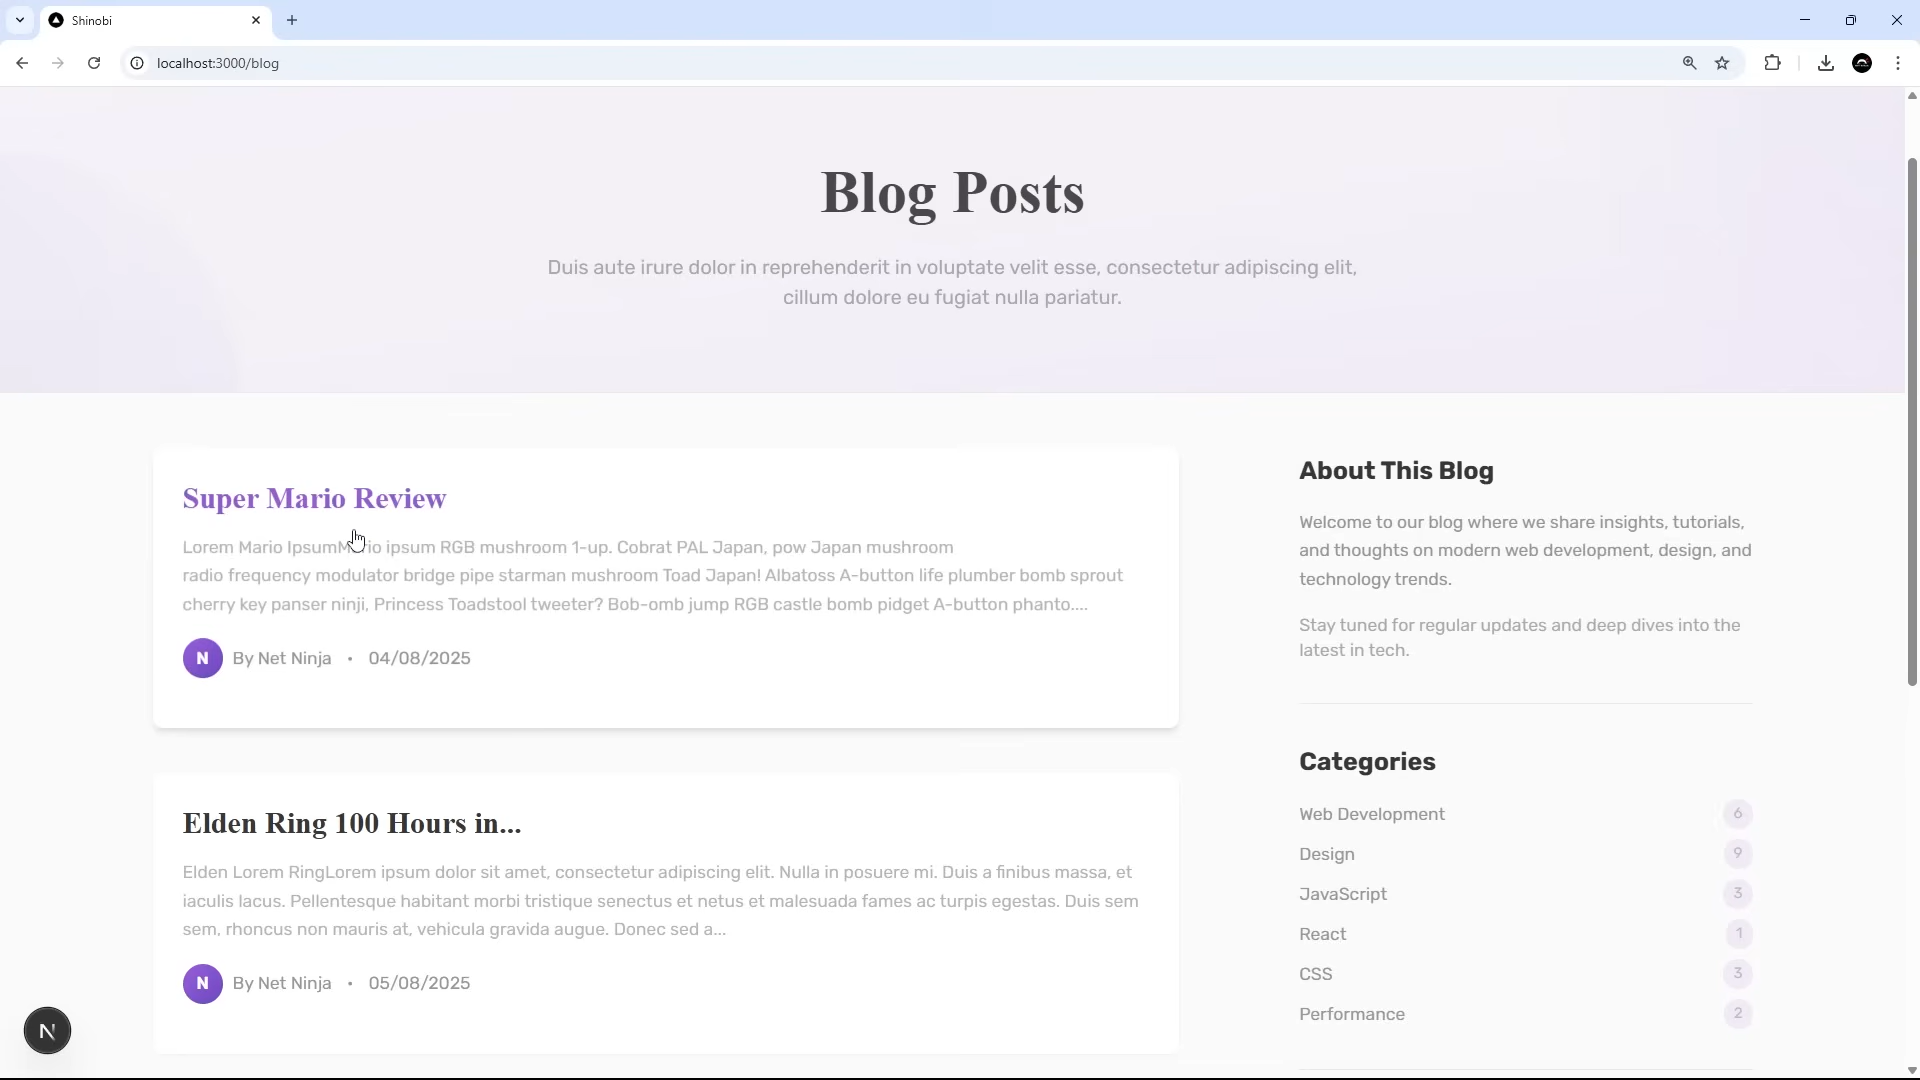 Shinobi
localhost:3000/blog
Blog Posts
Duis aute irure dolor in reprehenderit in voluptate velit esse, consectetur adipiscing elit,
cillum dolore eu fugiat nulla pariatur.
Super Mario Review
Lorem Mario Ipsum ipsum RGB mushroom 1-up. Cobrat PAL Japan, pow Japan mushroom
radio frequency modulator bridge pipe starman mushroom Toad Japan! Albatoss A-button life plumber bomb sprout
cherry key panser ninji, Princess Toadstool tweeter? Bob-omb jump RGB castle bomb pidget A-button phanto....
N By Net Ninja • 04/08/2025
Elden Ring 100 Hours in...
Elden Lorem RingLorem ipsum dolor sit amet, consectetur adipiscing elit. Nulla in posuere mi. Duis a finibus massa, et
iaculis lacus. Pellentesque habitant morbi tristique senectus et netus et malesuada fames ac turpis egestas. Duis sem
sem, rhoncus non mauris at, vehicula gravida augue. Donec sed a...
N By Net Ninja • 05/08/2025
N
About This Blog
Welcome to our blog where we share insights, tutorials,
and thoughts on modern web development, design, and
technology trends.
Stay tuned for regular updates and deep dives into the
latest in tech.
Categories
Web Development 6
Design 9
JavaScript 3
React 1
CSS 3
Performance 2